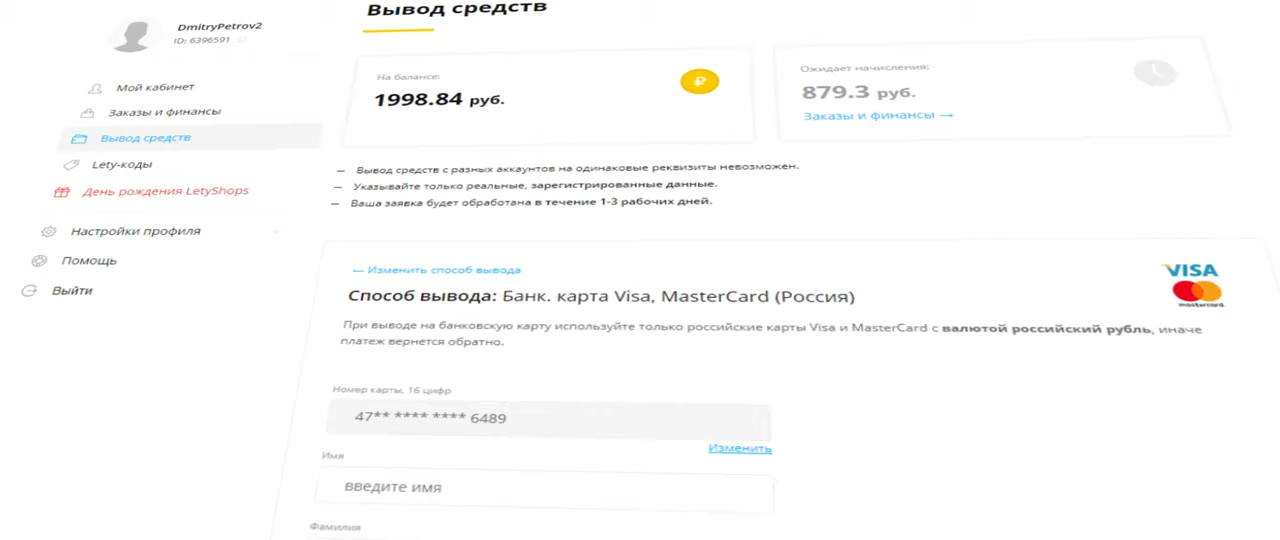 Вывод средств
DmitryPetrov2
ID: 6396591
Мой кабинет
Заказы и финансы
Вывод средств
Lety-коды
День рождения LetyShops
Настройки профиля
Помощь
Выйти
На балансе:
₽
1998.84 руб.
Ожидает начисления:
879.3 руб.
Заказы и финансы →
— Вывод средств с разных аккаунтов на одинаковые реквизиты невозможен.
— Указывайте только реальные, зарегистрированные данные.
— Ваша заявка будет обработана в течение 1-3 рабочих дней.
← Изменить способ вывода
VISA
mastercard
Способ вывода: Банк. карта Visa, MasterCard (Россия)
При выводе на банковскую карту используйте только российские карты Visa и MasterCard с валютой российский рубль, иначе
платеж вернется обратно.
Номер карты, 16 цифр
47** **** **** 6489
Изменить
Имя
введите имя
Фамилия